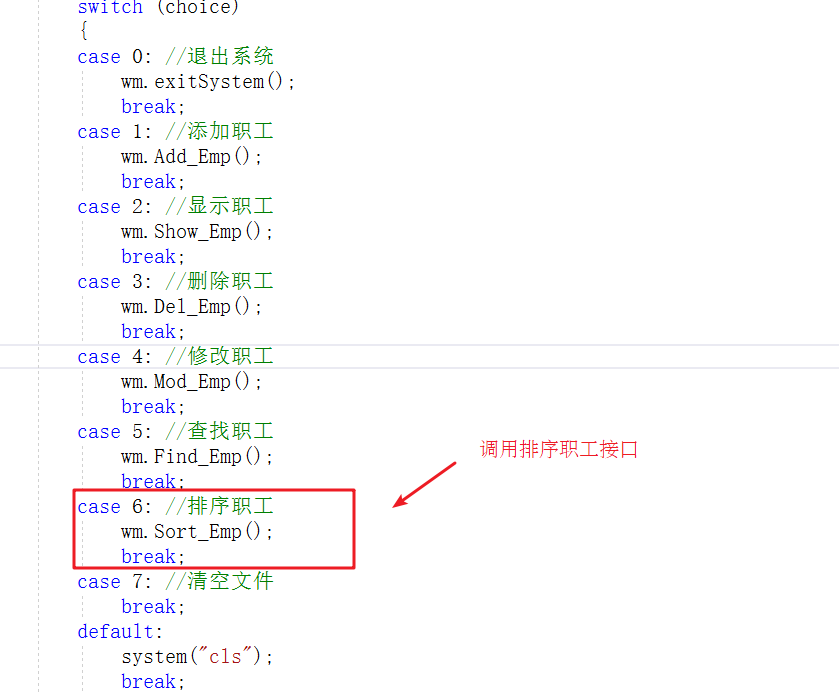 switch (choice)
{
case 0: //退出系统
wm.exitSystem();
break;
case 1: //添加职工
wm.Add_Emp();
break;
case 2: //显示职工
wm.Show_Emp();
break;
case 3: //删除职工
wm.Del_Emp();
break;
case 4: //修改职工
wm.Mod_Emp();
break;
case 5: //查找职工
wm.Find_Emp();
break;
调用排序职工接口
case 6: //排序职工
wm.Sort_Emp();
break;
case 7: //清空文件
break;
default:
system("cls");
break;